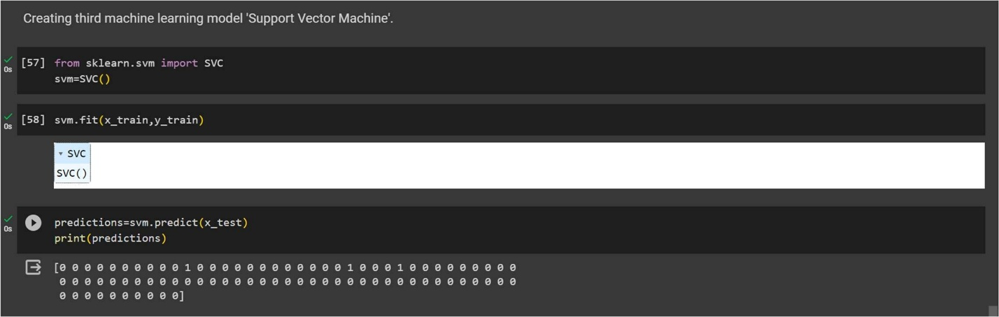 Creating third machine learning model 'Support Vector Machine'.
0s [57] from sklearn.svm import SVC
svm=SVC()
0s [58] svm.fit(x_train,y_train)
SVC
SVC()
0s predictions=svm.predict(x_test)
print(predictions)
[0 0 0 0 0 0 0 0 0 0 1 0 0 0 0 0 0 0 0 0 0 0 0 1 0 0 0 1 0 0 0 0 0 0 0 0 0
0 0 0 0 0 0 0 0 0 0 0 0 0 0 0 0 0 0 0 0 0 0 0 0 0 0 0 0 0 0 0 0 0 0 0 0 0
0 0 0 0 0 0 0 0 0 0]